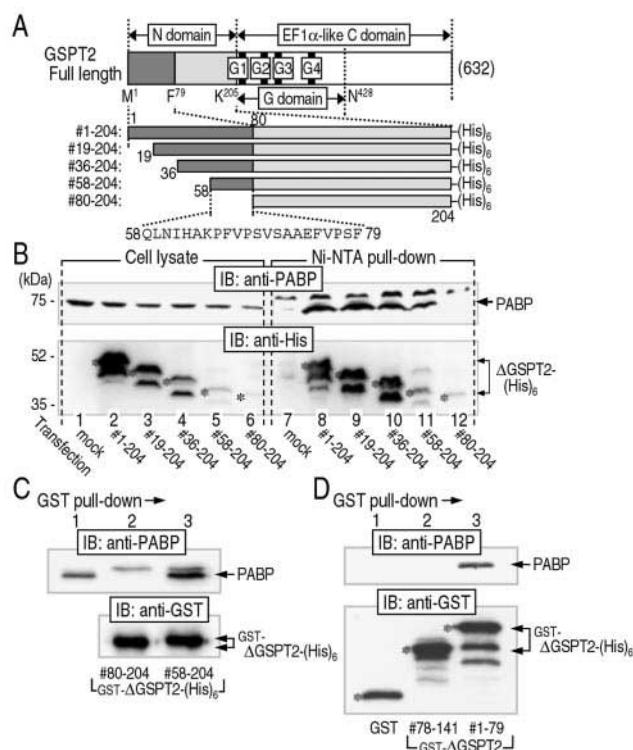 A
N domain
EF1α-like C domain
GSPT2
Full length
G1 G2 G3 G4
(632)
M¹ F⁷⁹ K²⁰⁵ G domain N⁴²⁸
1 80
#1-204: (His)₆
#19-204: 19 (His)₆
#36-204: 36 (His)₆
#58-204: 58 (His)₆
#80-204: (His)₆
204
58QLNIHAKPFVPSVSAAEFVPSF79
B
Cell lysate Ni-NTA pull-down
(kDa)
IB: anti-PABP
75 - PABP
IB: anti-His
52 -
ΔGSPT2-
(His)₆
35 -
* * * * * * * * * *
1 2 3 4 5 6 7 8 9 10 11 12
Transfection mock #1-204 #19-204 #36-204 #58-204 #80-204 mock #1-204 #19-204 #36-204 #58-204 #80-204
C
GST pull-down →
1 2 3
IB: anti-PABP
PABP
IB: anti-GST
GST-
ΔGSPT2-(His)₆
#80-204 #58-204
GST-ΔGSPT2-(His)₆
D
GST pull-down →
1 2 3
IB: anti-PABP
PABP
IB: anti-GST
GST-
ΔGSPT2-(His)₆
* * *
GST #78-141 #1-79
GST-ΔGSPT2